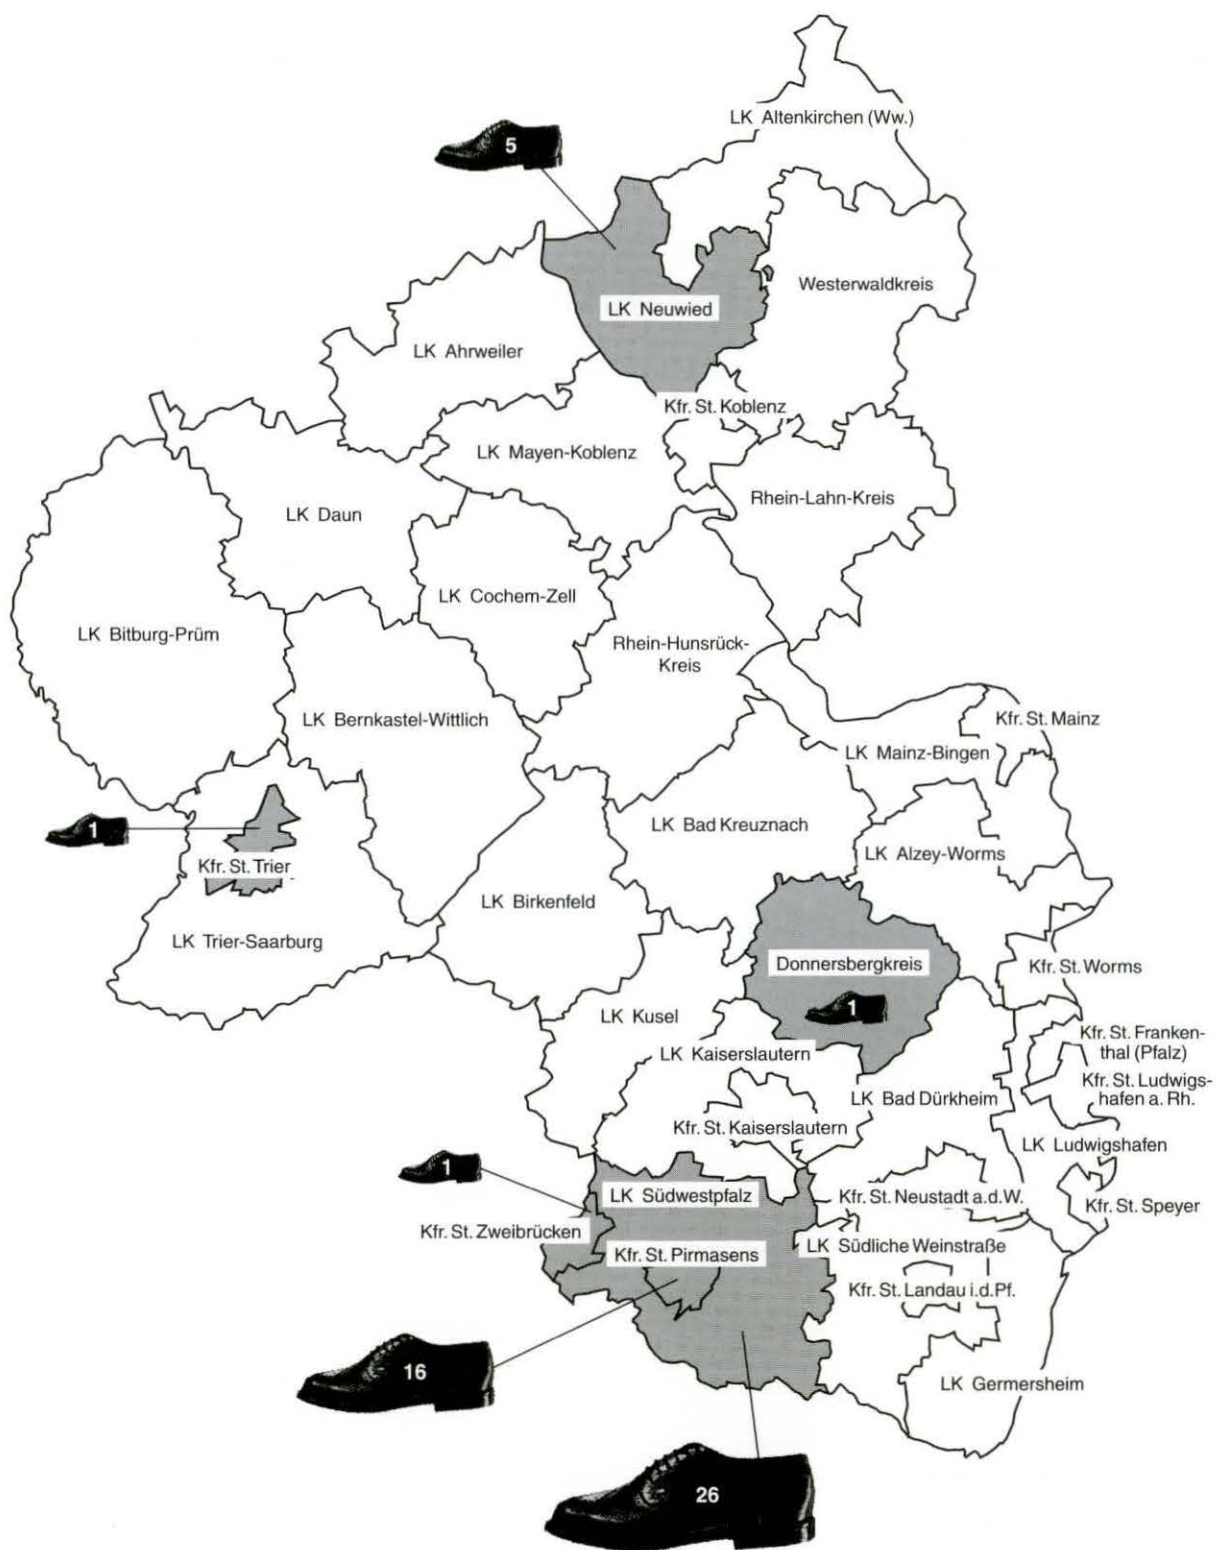 LK Altenkirchen (Ww.)
5
Westerwaldkreis
LK Neuwied
LK Ahrweiler
Kfr. St. Koblenz
LK Mayen-Koblenz
Rhein-Lahn-Kreis
LK Daun
LK Cochem-Zell
LK Bitburg-Prüm
Rhein-Hunsrück-
Kreis
LK Bernkastel-Wittlich
Kfr. St. Mainz
LK Mainz-Bingen
1
LK Bad Kreuznach
LK Alzey-Worms
Kfr. St. Trier
LK Birkenfeld
LK Trier-Saarburg
Donnersbergkreis
Kfr. St. Worms
1
LK Kusel
LK Kaiserslautern
Kfr. St. Franken-
thal (Pfalz)
Kfr. St. Ludwigs-
hafen a. Rh.
LK Bad Dürkheim
Kfr. St. Kaiserslautern
LK Ludwigshafen
1
LK Südwestpfalz
Kfr. St. Neustadt a.d.W.
Kfr. St. Speyer
Kfr. St. Zweibrücken
LK Südliche Weinstraße
Kfr. St. Pirmasens
Kfr. St. Landau i.d.Pf.
16
LK Germersheim
26